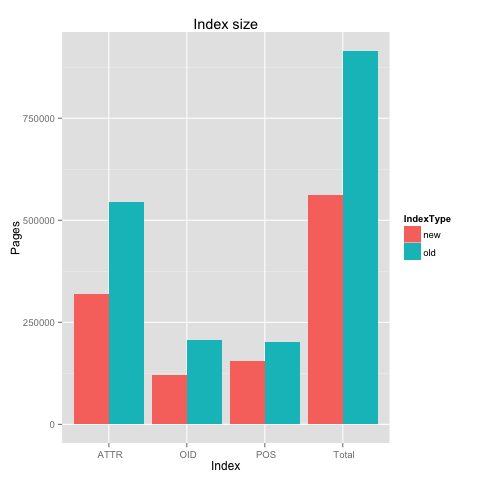 Index size
Pages
750000
500000
250000
0
ATTR OID POS Total
Index
IndexType
new
old